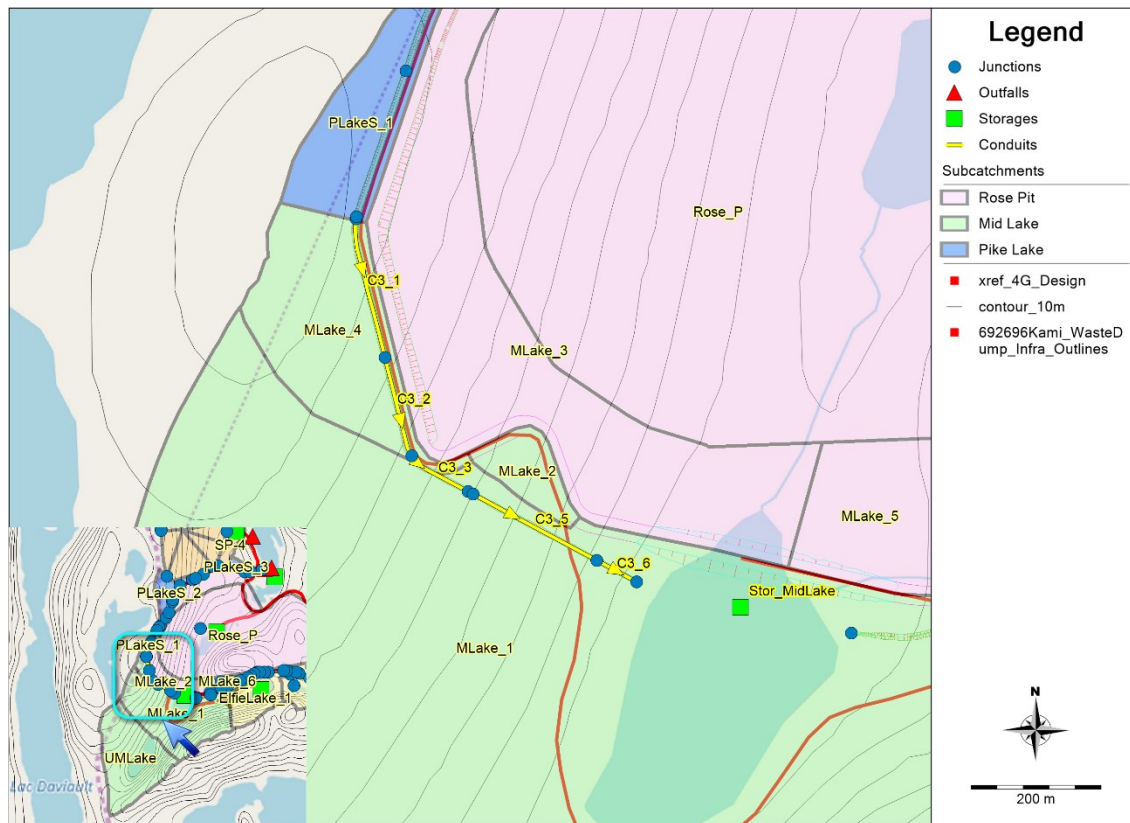 PLakeS_1
Rose_P
C3_1
MLake_4
MLake_3
C3_2
C3_3
MLake_2
C3_5
MLake_5
C3_6
Stor_MidLake
MLake_1
SP-4
PLakeS_3
PLakeS_2
Rose_P
PLakeS_1
MLake_2
MLake_6
ElfieLake_1
MLake_1
UMLake
Lac Daviault
Legend
Junctions
Outfalls
Storages
Conduits
Subcatchments
Rose Pit
Mid Lake
Pike Lake
xref_4G_Design
contour_10m
692696Kami_WasteD
ump_Infra_Outlines
N
200 m